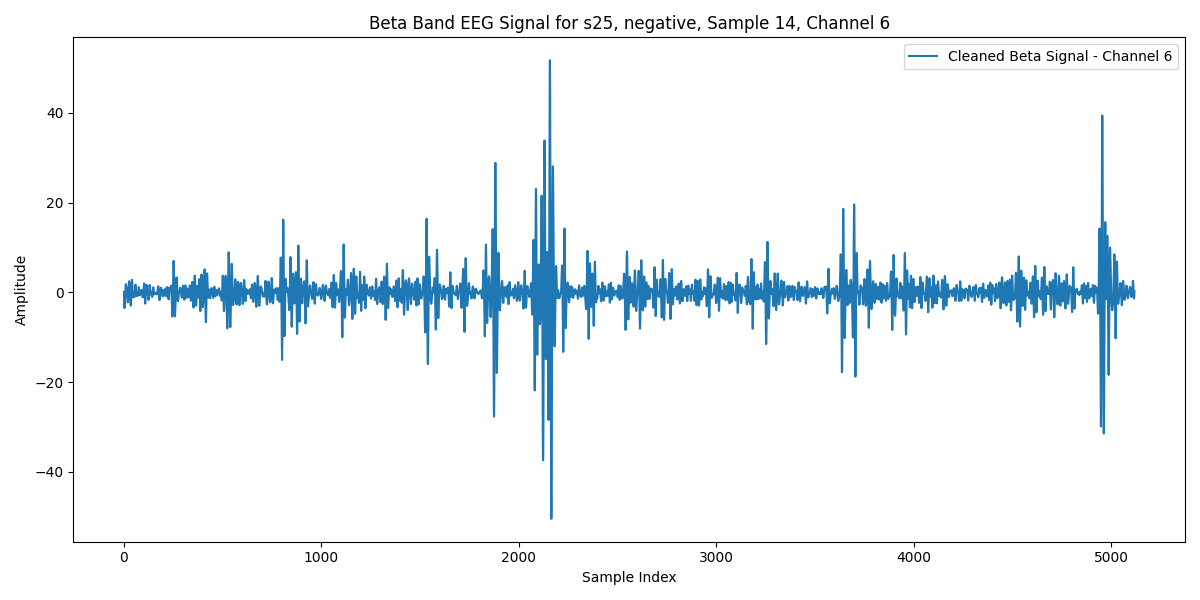 Beta Band EEG Signal for s25, negative, Sample 14, Channel 6
Cleaned Beta Signal - Channel 6
Amplitude
40
20
0
−20
−40
0 1000 2000 3000 4000 5000
Sample Index